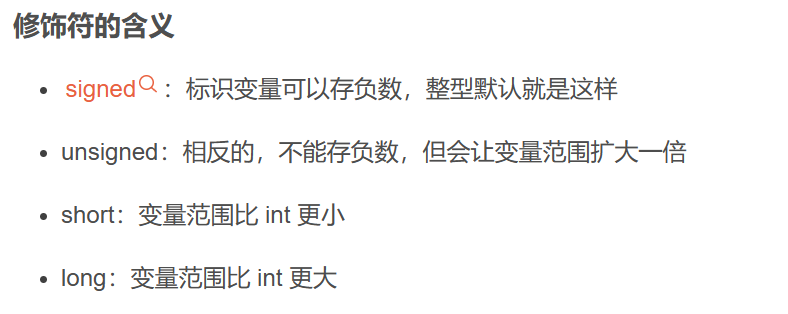 修饰符的含义
• signed：标识变量可以存负数，整型默认就是这样
• unsigned：相反的，不能存负数，但会让变量范围扩大一倍
• short：变量范围比 int 更小
• long：变量范围比 int 更大